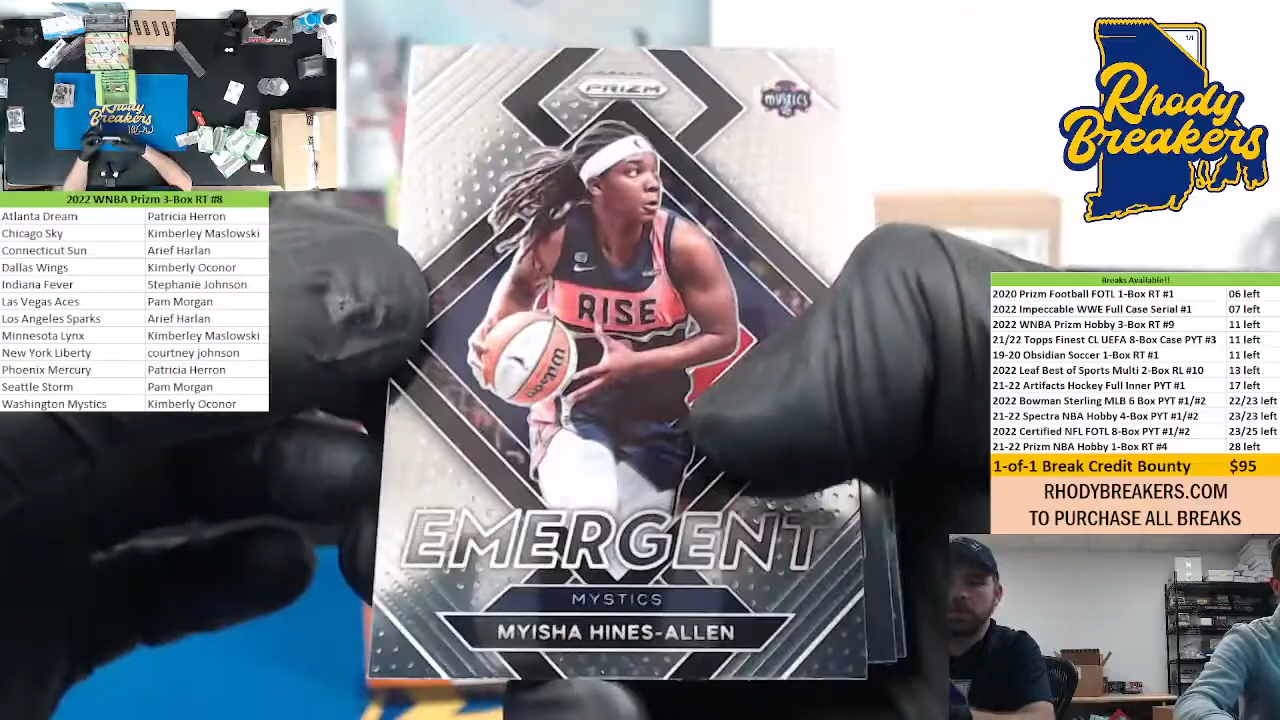 Rhody
Breakers
2022 WNBA Prizm 3-Box RT #8
Atlanta Dream Patricia Herron
Chicago Sky Kimberley Maslowski
Connecticut Sun Arief Harlan
Dallas Wings Kimberly Oconor
Indiana Fever Stephanie Johnson
Las Vegas Aces Pam Morgan
Los Angeles Sparks Arief Harlan
Minnesota Lynx Kimberley Maslowski
New York Liberty courtney johnson
Phoenix Mercury Patricia Herron
Seattle Storm Pam Morgan
Washington Mystics Kimberly Oconor
PRIZM
MYSTICS
RISE
Wilson
EMERGENT
MYSTICS
MYISHA HINES-ALLEN
1/1
Rhody
Breakers
Breaks Available!!
2020 Prizm Football FOTL 1-Box RT #1 06 left
2022 Impeccable WWE Full Case Serial #1 07 left
2022 WNBA Prizm Hobby 3-Box RT #9 11 left
21/22 Topps Finest CL UEFA 8-Box Case PYT #3 11 left
19-20 Obsidian Soccer 1-Box RT #1 11 left
2022 Leaf Best of Sports Multi 2-Box RL #10 13 left
21-22 Artifacts Hockey Full Inner PYT #1 17 left
2022 Bowman Sterling MLB 6 Box PYT #1/#2 22/23 left
21-22 Spectra NBA Hobby 4-Box PYT #1/#2 23/23 left
2022 Certified NFL FOTL 8-Box PYT #1/#2 23/25 left
21-22 Prizm NBA Hobby 1-Box RT #4 28 left
1-of-1 Break Credit Bounty $95
RHODYBREAKERS.COM
TO PURCHASE ALL BREAKS